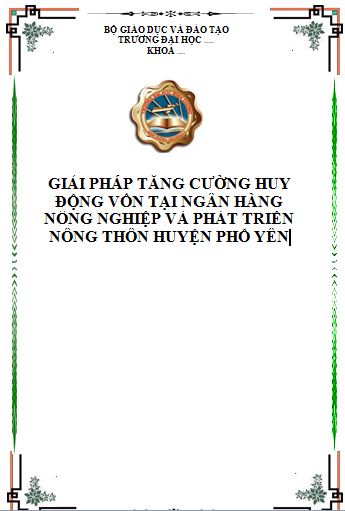 BỘ GIÁO DỤC VÀ ĐÀO TẠO
TRƯỜNG ĐẠI HỌC .....
KHOA ....
GIẢI PHÁP TĂNG CƯỜNG HUY
ĐỘNG VỐN TẠI NGÂN HÀNG
NÔNG NGHIỆP VÀ PHÁT TRIỂN
NÔNG THÔN HUYỆN PHỔ YÊN